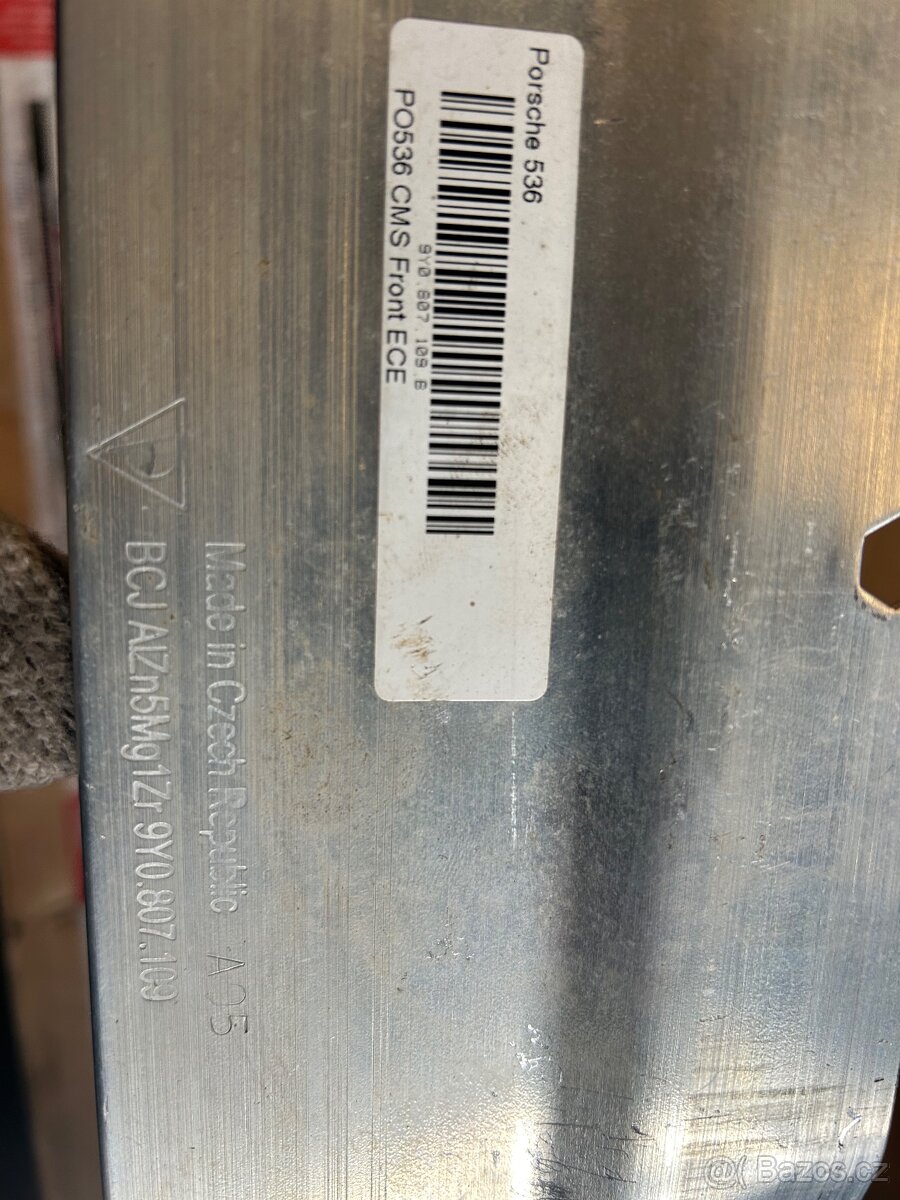 Porsche 536
9Y0.807.109.B
PO536 CMS Front ECE
Made in Czech Republic A 05
BCJ AlZn5Mg1Zr 9Y0.807.109
Bazos.cz